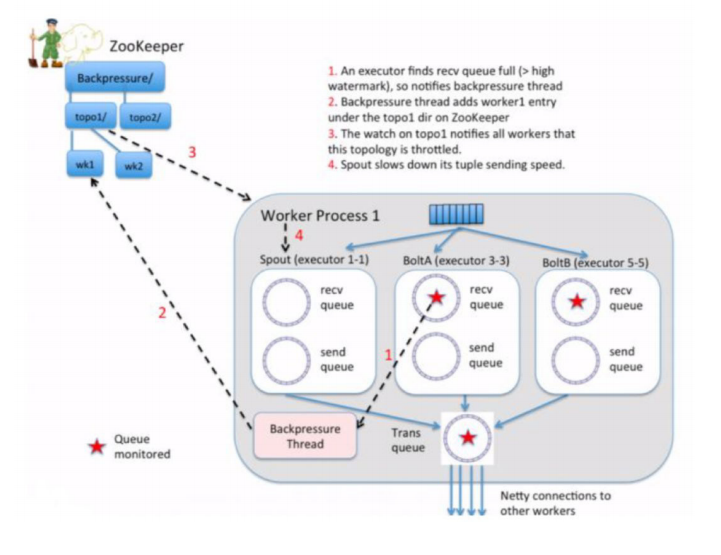 ZooKeeper
Backpressure/
topo1/
topo2/
wk1
wk2
1. An executor finds recv queue full (> high
watermark), so notifies backpressure thread
2. Backpressure thread adds worker1 entry
under the topo1 dir on ZooKeeper
3. The watch on topo1 notifies all workers that
this topology is throttled.
4. Spout slows down its tuple sending speed.
3
Worker Process 1
4
Spout (executor 1-1)
BoltA (executor 3-3)
BoltB (executor 5-5)
recv
queue
recv
queue
recv
queue
2
1
send
queue
send
queue
send
queue
Backpressure
Thread
Trans
queue
Queue
monitored
Netty connections to
other workers